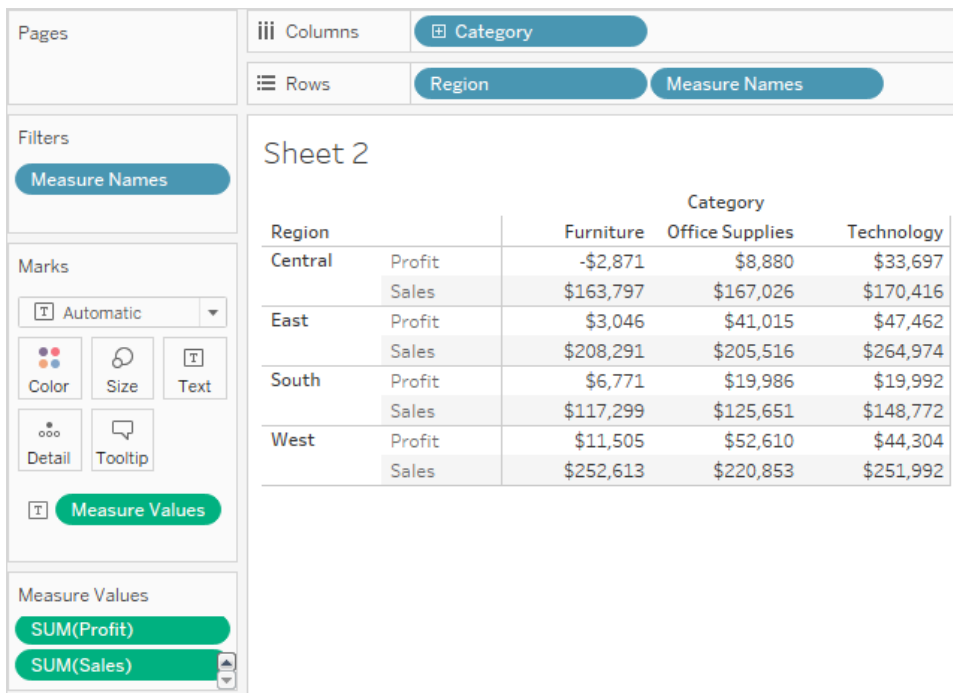 Pages
Columns
Category
Rows
Region Measure Names
Filters
Measure Names
Marks
T Automatic
Color Size T Text
Detail Tooltip
T Measure Values
Measure Values
SUM(Profit)
SUM(Sales)
Sheet 2
Category
Region Furniture Office Supplies Technology
Central Profit -$2,871 $8,880 $33,697
Sales $163,797 $167,026 $170,416
East Profit $3,046 $41,015 $47,462
Sales $208,291 $205,516 $264,974
South Profit $6,771 $19,986 $19,992
Sales $117,299 $125,651 $148,772
West Profit $11,505 $52,610 $44,304
Sales $252,613 $220,853 $251,992